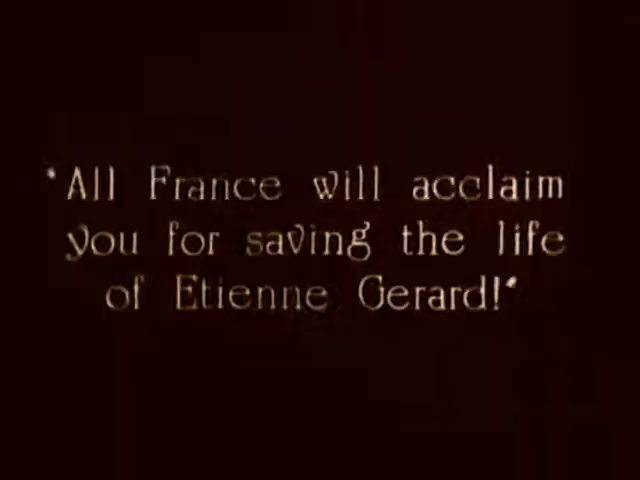 "All France will acclaim
you for saving the life
of Etienne Gerard!"